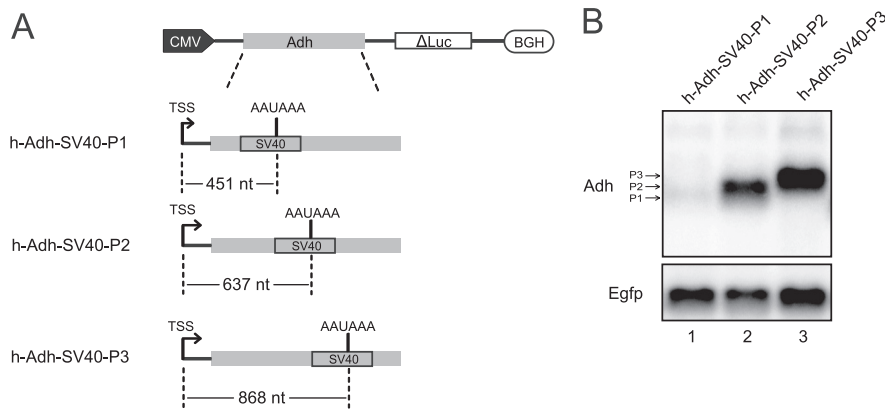 A
CMV
Adh
ΔLuc
BGH
h-Adh-SV40-P1
TSS
AAUAAA
SV40
451 nt
h-Adh-SV40-P2
TSS
AAUAAA
SV40
637 nt
h-Adh-SV40-P3
TSS
AAUAAA
SV40
868 nt
B
h-Adh-SV40-P1
h-Adh-SV40-P2
h-Adh-SV40-P3
Adh
P3
P2
P1
Egfp
1 2 3